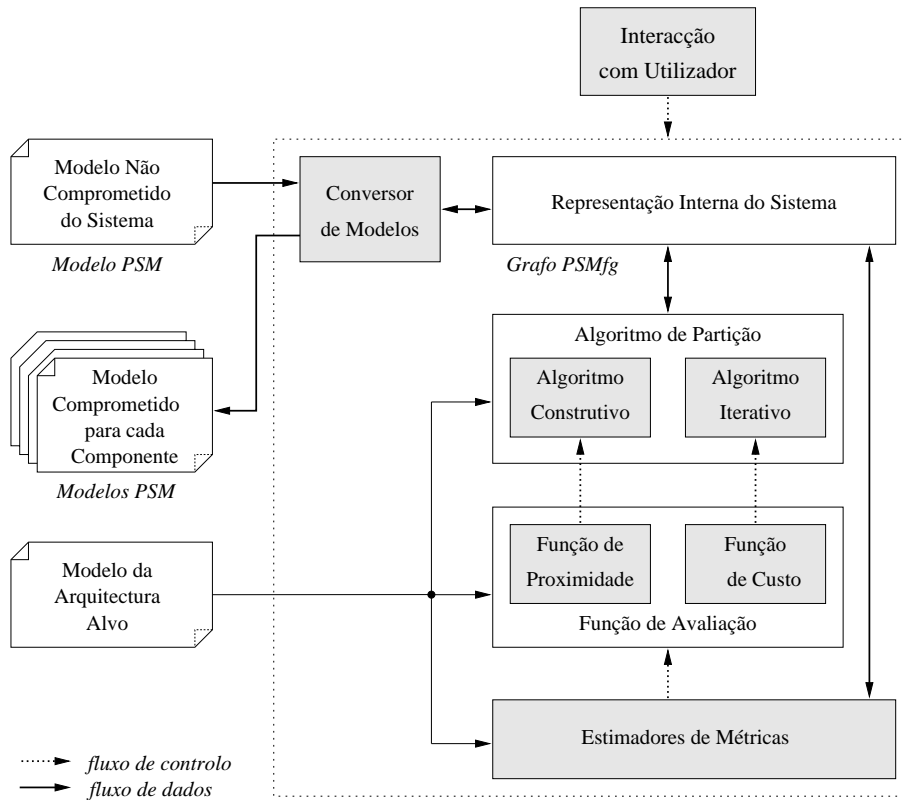 Interacção
com Utilizador
Modelo Não
Comprometido
do Sistema
Modelo PSM
Conversor
de Modelos
Representação Interna do Sistema
Grafo PSMfg
Modelo
Comprometido
para cada
Componente
Modelos PSM
Algoritmo de Partição
Algoritmo
Construtivo
Algoritmo
Iterativo
Modelo da
Arquitectura
Alvo
Função de
Proximidade
Função
de Custo
Função de Avaliação
Estimadores de Métricas
fluxo de controlo
fluxo de dados